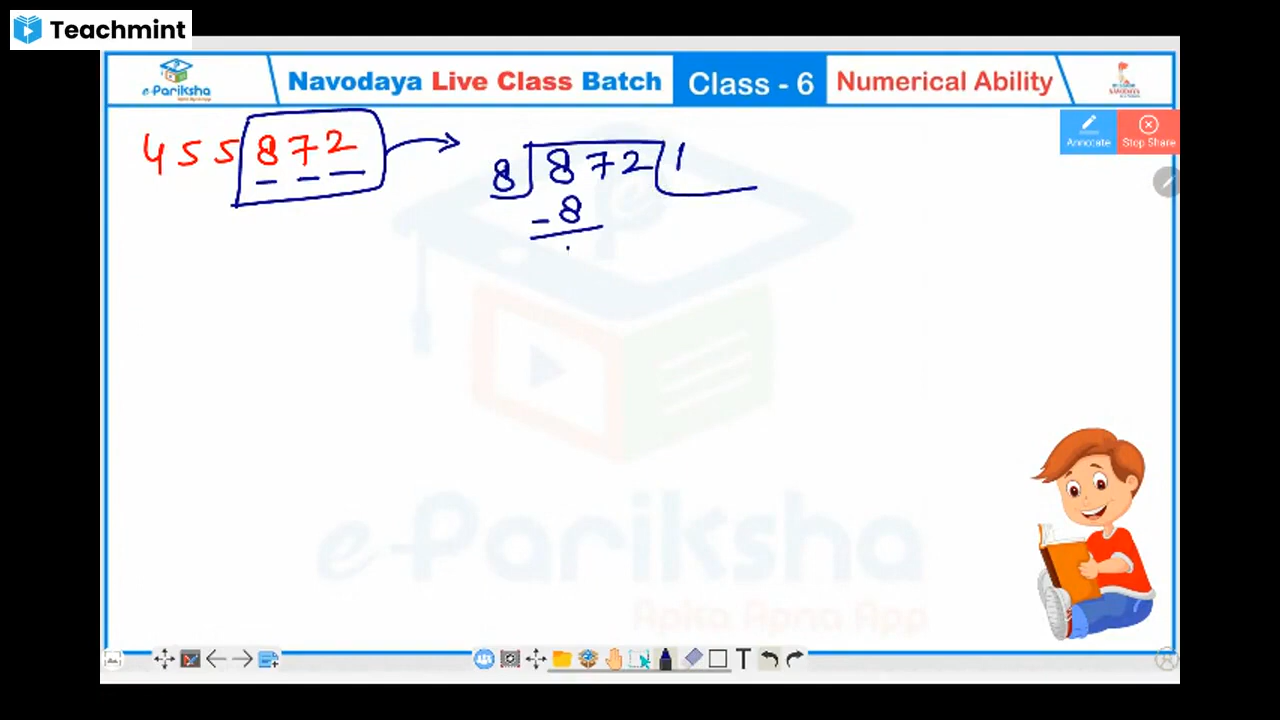 Teachmint
e-Pariksha
Navodaya Live Class Batch
Class - 6
Numerical Ability
Annotate
Stop Share
455872
8 872 1
-8
e-Pariksha
Apka Apna App
T